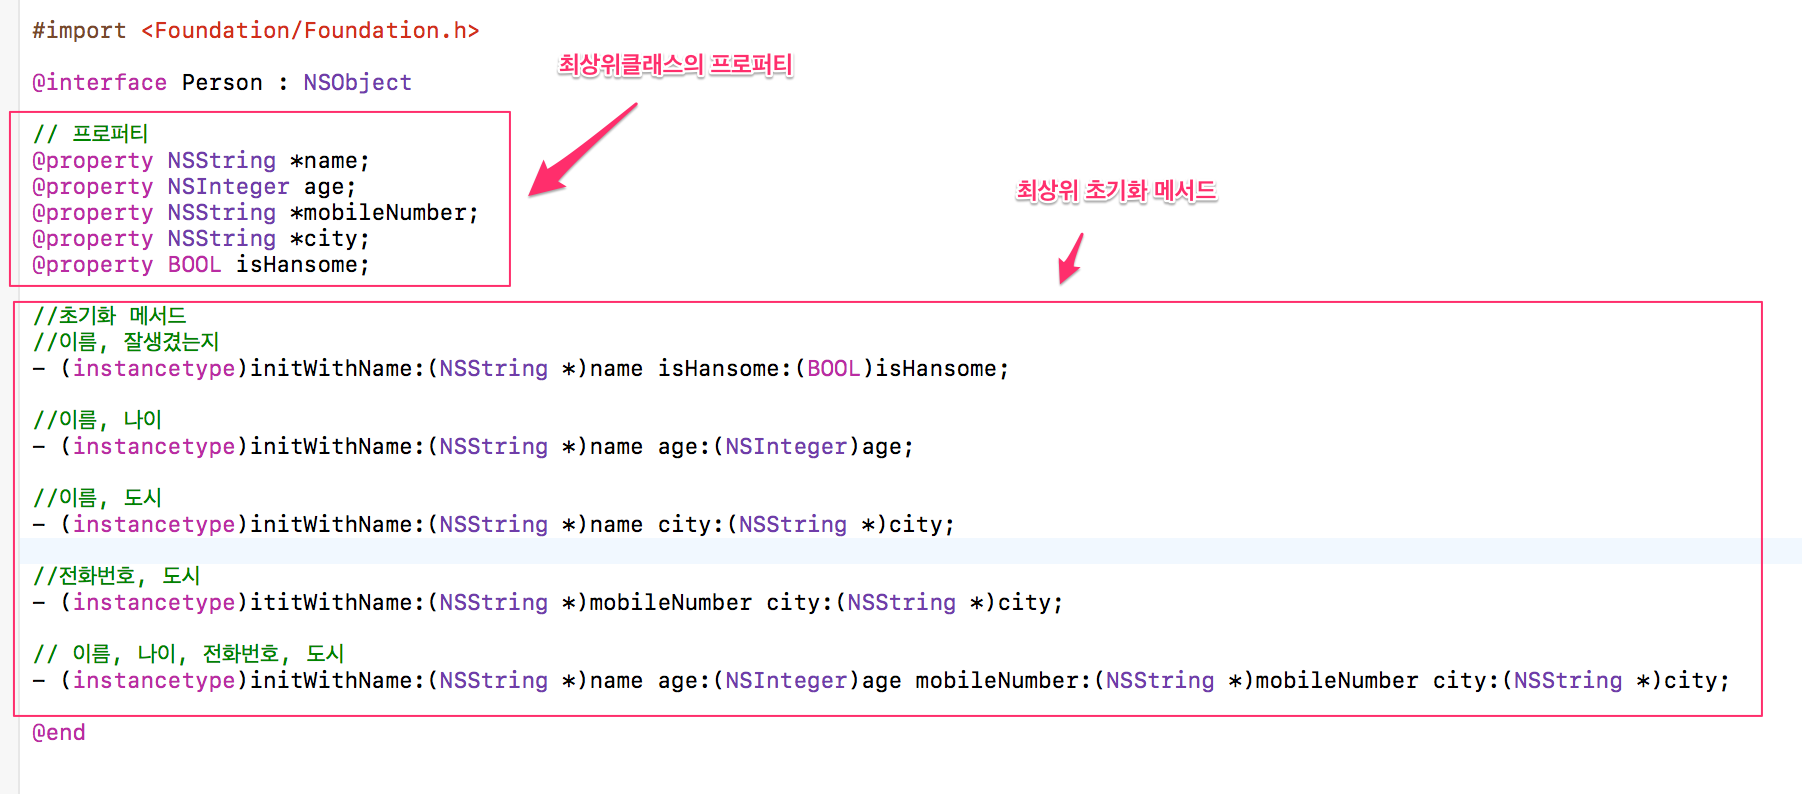 #import <Foundation/Foundation.h>
최상위클래스의 프로퍼티
@interface Person : NSObject
// 프로퍼티
@property NSString *name;
@property NSInteger age;
@property NSString *mobileNumber;
@property NSString *city;
@property BOOL isHansome;
최상위 초기화 메서드
//초기화 메서드
//이름, 잘생겼는지
- (instancetype)initWithName:(NSString *)name isHansome:(BOOL)isHansome;
//이름, 나이
- (instancetype)initWithName:(NSString *)name age:(NSInteger)age;
//이름, 도시
- (instancetype)initWithName:(NSString *)name city:(NSString *)city;
//전화번호, 도시
- (instancetype)ititWithName:(NSString *)mobileNumber city:(NSString *)city;
// 이름, 나이, 전화번호, 도시
- (instancetype)initWithName:(NSString *)name age:(NSInteger)age mobileNumber:(NSString *)mobileNumber city:(NSString *)city;
@end